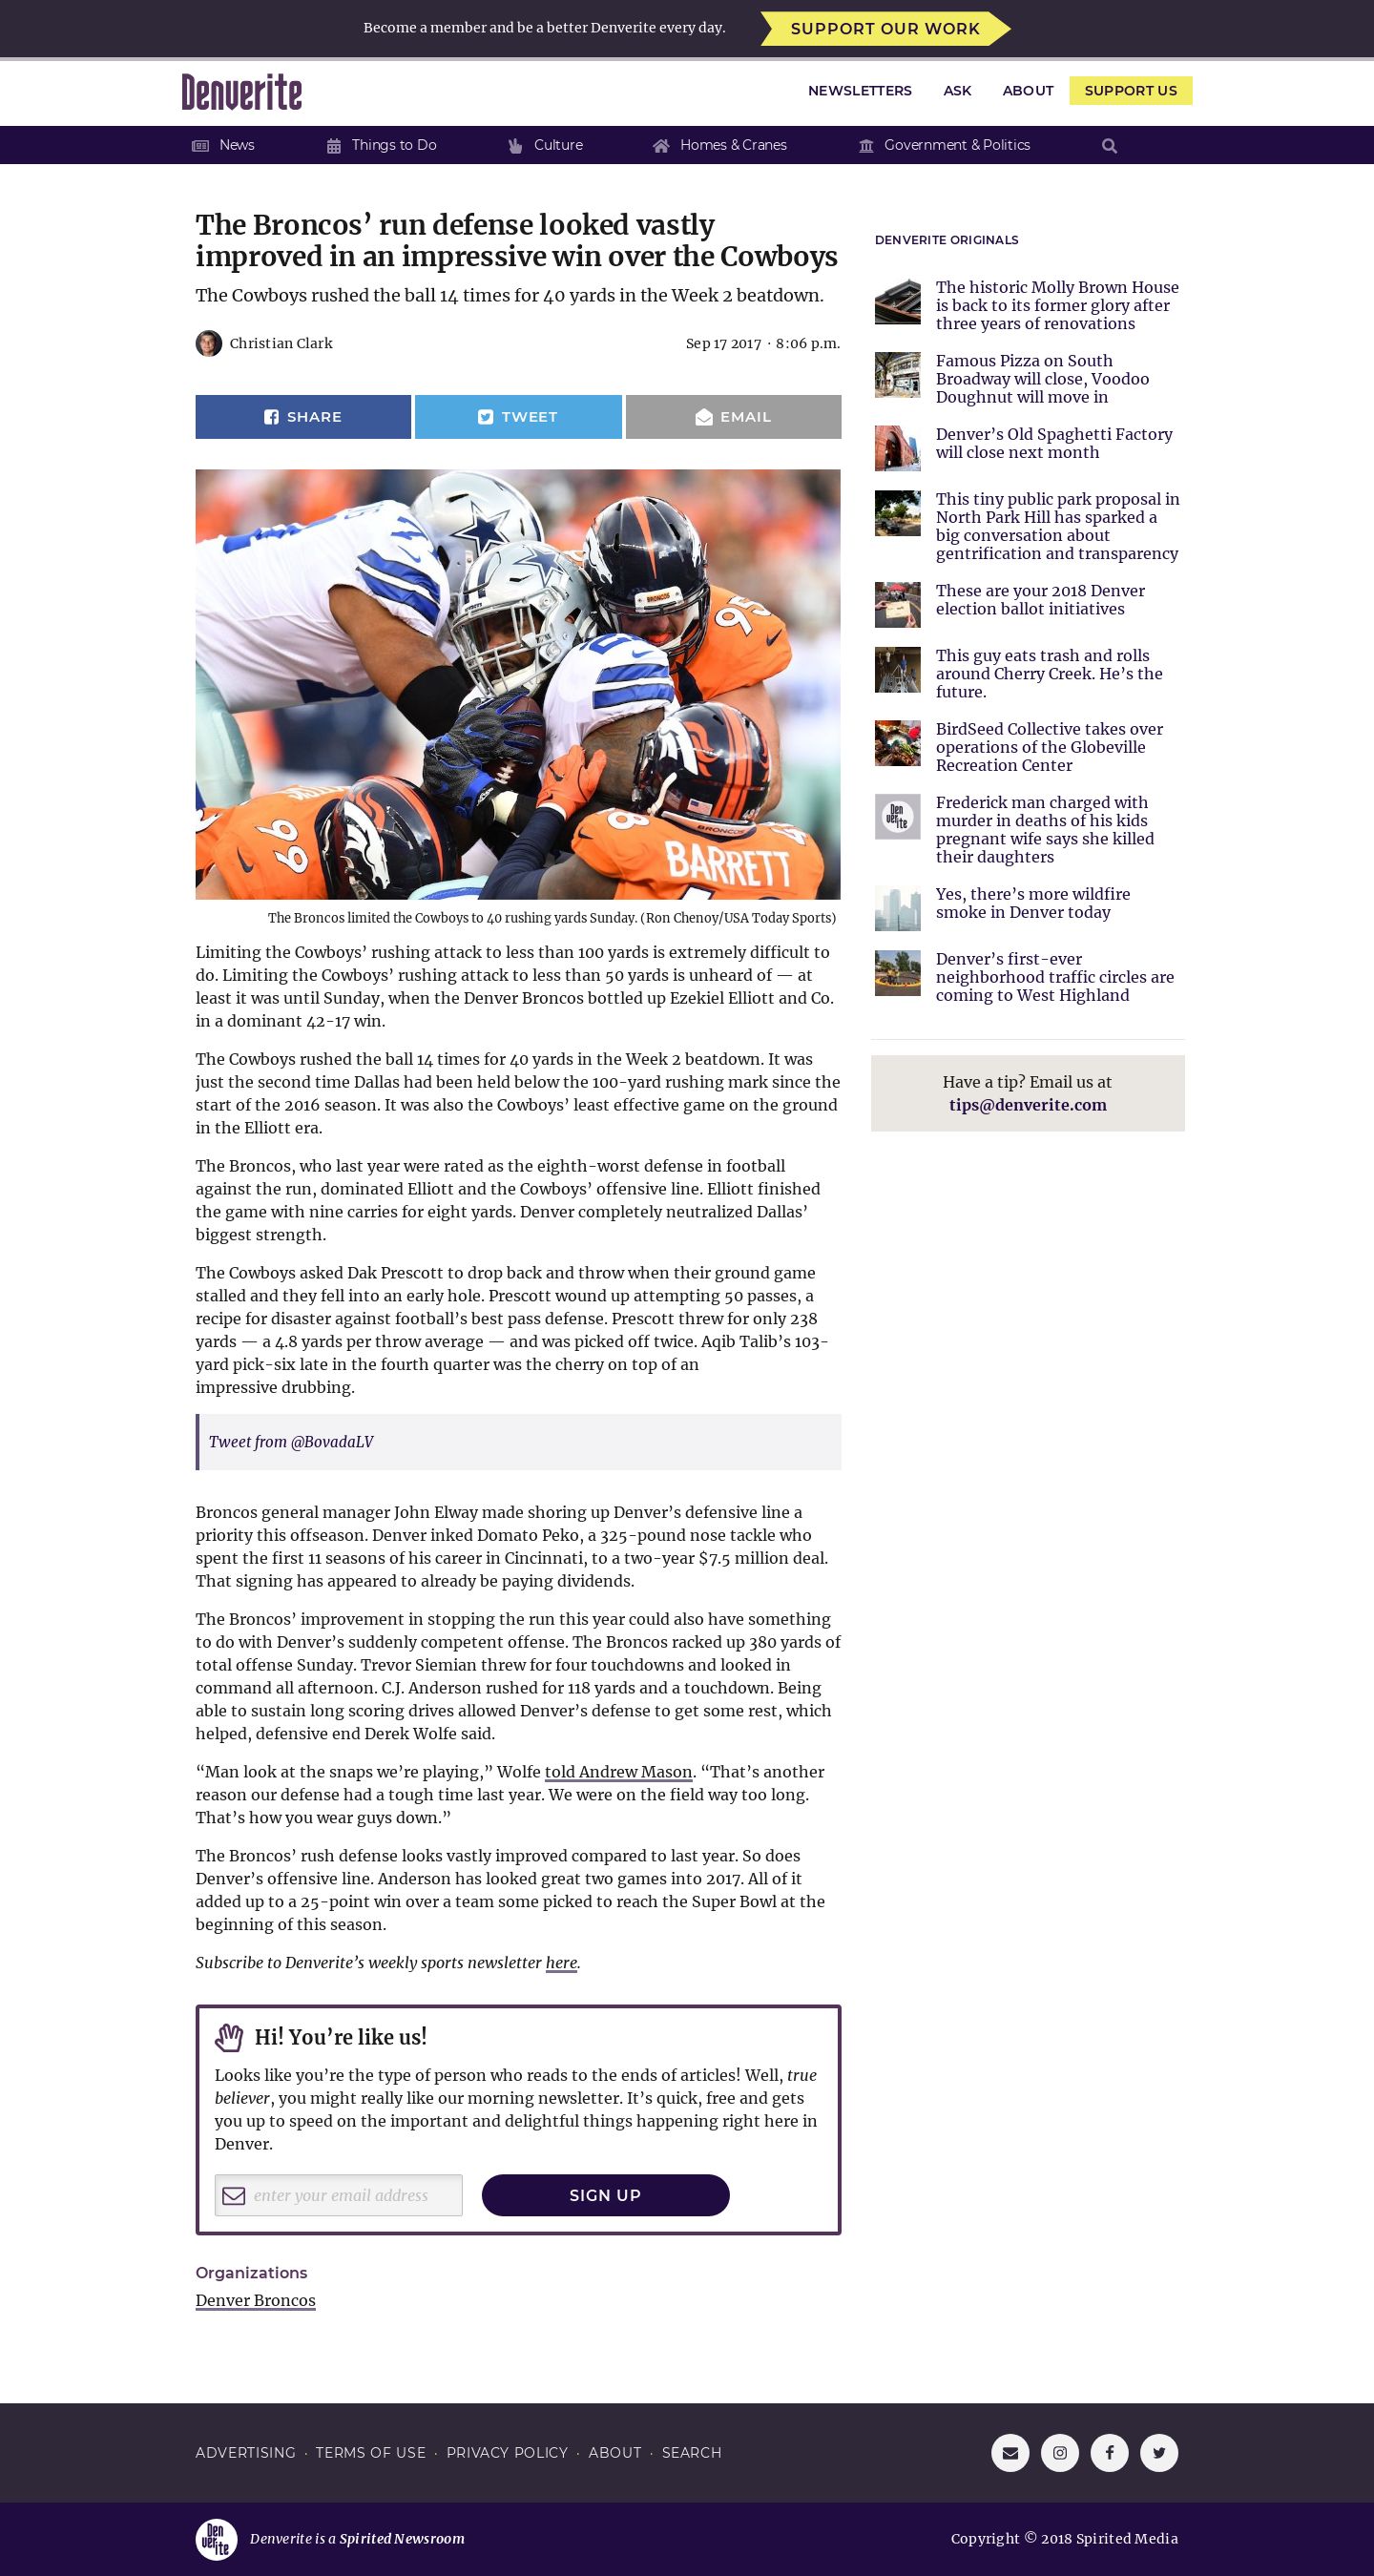 Become a member and be a better Denverite every day.
SUPPORT OUR WORK
Denverite
NEWSLETTERS
ASK
ABOUT
SUPPORT US
News
Things to Do
Culture
Homes & Cranes
Government & Politics
The Broncos’ run defense looked vastly
improved in an impressive win over the Cowboys
The Cowboys rushed the ball 14 times for 40 yards in the Week 2 beatdown.
Christian Clark
Sep 17 2017 · 8:06 p.m.
SHARE
TWEET
EMAIL
95
66
BRONCOS
BARRETT
The Broncos limited the Cowboys to 40 rushing yards Sunday. (Ron Chenoy/USA Today Sports)
Limiting the Cowboys’ rushing attack to less than 100 yards is extremely difficult to
do. Limiting the Cowboys’ rushing attack to less than 50 yards is unheard of — at
least it was until Sunday, when the Denver Broncos bottled up Ezekiel Elliott and Co.
in a dominant 42-17 win.
The Cowboys rushed the ball 14 times for 40 yards in the Week 2 beatdown. It was
just the second time Dallas had been held below the 100-yard rushing mark since the
start of the 2016 season. It was also the Cowboys’ least effective game on the ground
in the Elliott era.
The Broncos, who last year were rated as the eighth-worst defense in football
against the run, dominated Elliott and the Cowboys’ offensive line. Elliott finished
the game with nine carries for eight yards. Denver completely neutralized Dallas’
biggest strength.
The Cowboys asked Dak Prescott to drop back and throw when their ground game
stalled and they fell into an early hole. Prescott wound up attempting 50 passes, a
recipe for disaster against football’s best pass defense. Prescott threw for only 238
yards — a 4.8 yards per throw average — and was picked off twice. Aqib Talib’s 103-
yard pick-six late in the fourth quarter was the cherry on top of an
impressive drubbing.
Tweet from @BovadaLV
Broncos general manager John Elway made shoring up Denver’s defensive line a
priority this offseason. Denver inked Domato Peko, a 325-pound nose tackle who
spent the first 11 seasons of his career in Cincinnati, to a two-year $7.5 million deal.
That signing has appeared to already be paying dividends.
The Broncos’ improvement in stopping the run this year could also have something
to do with Denver’s suddenly competent offense. The Broncos racked up 380 yards of
total offense Sunday. Trevor Siemian threw for four touchdowns and looked in
command all afternoon. C.J. Anderson rushed for 118 yards and a touchdown. Being
able to sustain long scoring drives allowed Denver’s defense to get some rest, which
helped, defensive end Derek Wolfe said.
“Man look at the snaps we’re playing,” Wolfe told Andrew Mason. “That’s another
reason our defense had a tough time last year. We were on the field way too long.
That’s how you wear guys down.”
The Broncos’ rush defense looks vastly improved compared to last year. So does
Denver’s offensive line. Anderson has looked great two games into 2017. All of it
added up to a 25-point win over a team some picked to reach the Super Bowl at the
beginning of this season.
Subscribe to Denverite’s weekly sports newsletter here.
Hi! You’re like us!
Looks like you’re the type of person who reads to the ends of articles! Well, true
believer, you might really like our morning newsletter. It’s quick, free and gets
you up to speed on the important and delightful things happening right here in
Denver.
enter your email address
SIGN UP
Organizations
Denver Broncos
DENVERITE ORIGINALS
The historic Molly Brown House
is back to its former glory after
three years of renovations
Famous Pizza on South
Broadway will close, Voodoo
Doughnut will move in
Denver’s Old Spaghetti Factory
will close next month
This tiny public park proposal in
North Park Hill has sparked a
big conversation about
gentrification and transparency
These are your 2018 Denver
election ballot initiatives
This guy eats trash and rolls
around Cherry Creek. He’s the
future.
BirdSeed Collective takes over
operations of the Globeville
Recreation Center
Den
ver
ite
Frederick man charged with
murder in deaths of his kids
pregnant wife says she killed
their daughters
Yes, there’s more wildfire
smoke in Denver today
Denver’s first-ever
neighborhood traffic circles are
coming to West Highland
Have a tip? Email us at
tips@denverite.com
ADVERTISING · TERMS OF USE · PRIVACY POLICY · ABOUT · SEARCH
Den
ver
ite
Denverite is a Spirited Newsroom
Copyright © 2018 Spirited Media